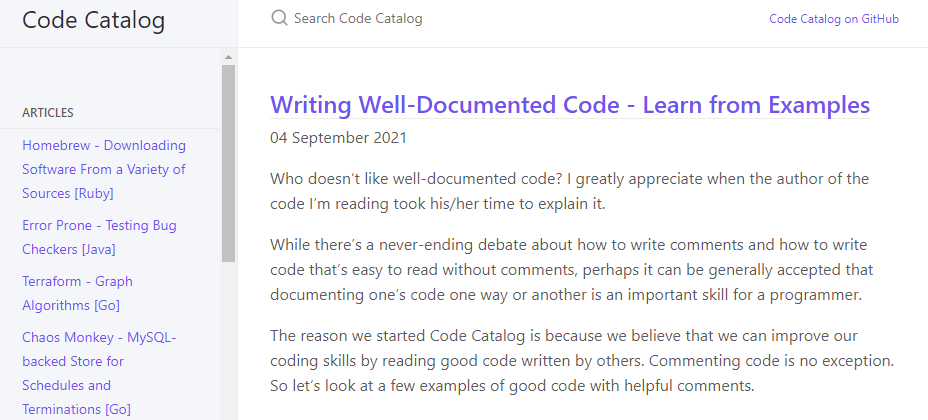 Code Catalog
Search Code Catalog
Code Catalog on GitHub
ARTICLES
Homebrew - Downloading
Software From a Variety of
Sources [Ruby]
Error Prone - Testing Bug
Checkers [Java]
Terraform - Graph
Algorithms [Go]
Chaos Monkey - MySQL-
backed Store for
Schedules and
Terminations [Go]
Writing Well-Documented Code - Learn from Examples
04 September 2021
Who doesn’t like well-documented code? I greatly appreciate when the author of the
code I’m reading took his/her time to explain it.
While there’s a never-ending debate about how to write comments and how to write
code that’s easy to read without comments, perhaps it can be generally accepted that
documenting one’s code one way or another is an important skill for a programmer.
The reason we started Code Catalog is because we believe that we can improve our
coding skills by reading good code written by others. Commenting code is no exception.
So let’s look at a few examples of good code with helpful comments.